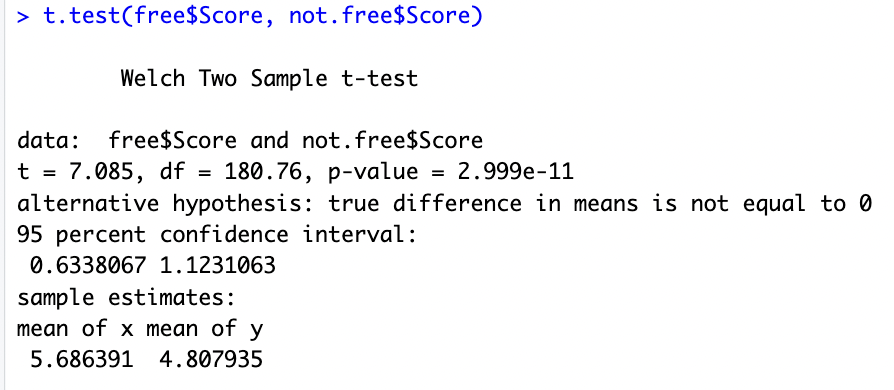 > t.test(free$Score, not.free$Score)
Welch Two Sample t-test
data:  free$Score and not.free$Score
t = 7.085, df = 180.76, p-value = 2.999e-11
alternative hypothesis: true difference in means is not equal to 0
95 percent confidence interval:
0.6338067 1.1231063
sample estimates:
mean of x mean of y
5.686391  4.807935